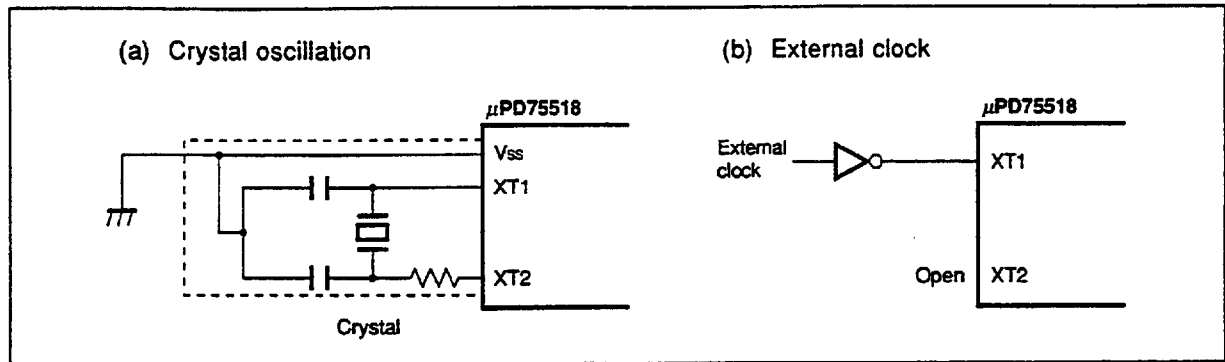 (a) Crystal oscillation
μPD75518
Vss
XT1
XT2
Crystal
(b) External clock
μPD75518
External
clock
XT1
Open
XT2